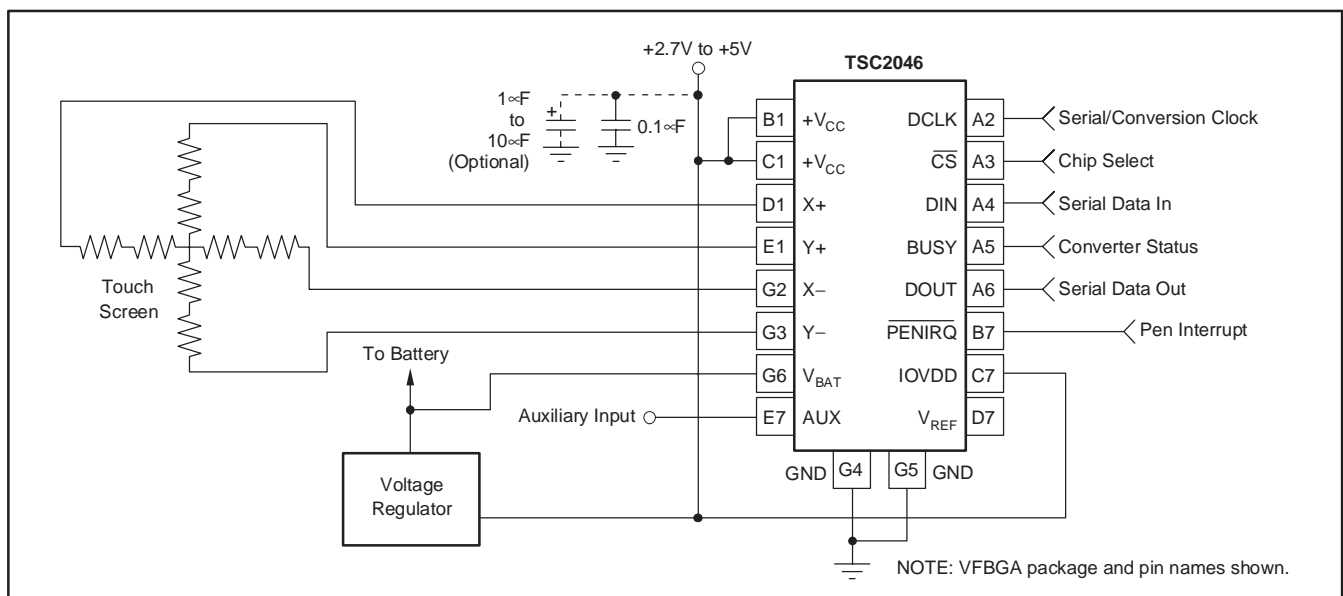 +2.7V to +5V
TSC2046
1∝F
to
10∝F
(Optional)
+
0.1∝F
B1 +VCC DCLK A2 Serial/Conversion Clock
C1 +VCC C̅S̅ A3 Chip Select
D1 X+ DIN A4 Serial Data In
E1 Y+ BUSY A5 Converter Status
G2 X− DOUT A6 Serial Data Out
G3 Y− P̅E̅N̅I̅R̅Q̅ B7 Pen Interrupt
G6 VBAT IOVDD C7
Auxiliary Input E7 AUX VREF D7
Touch
Screen
To Battery
Voltage
Regulator
GND G4 G5 GND
NOTE: VFBGA package and pin names shown.